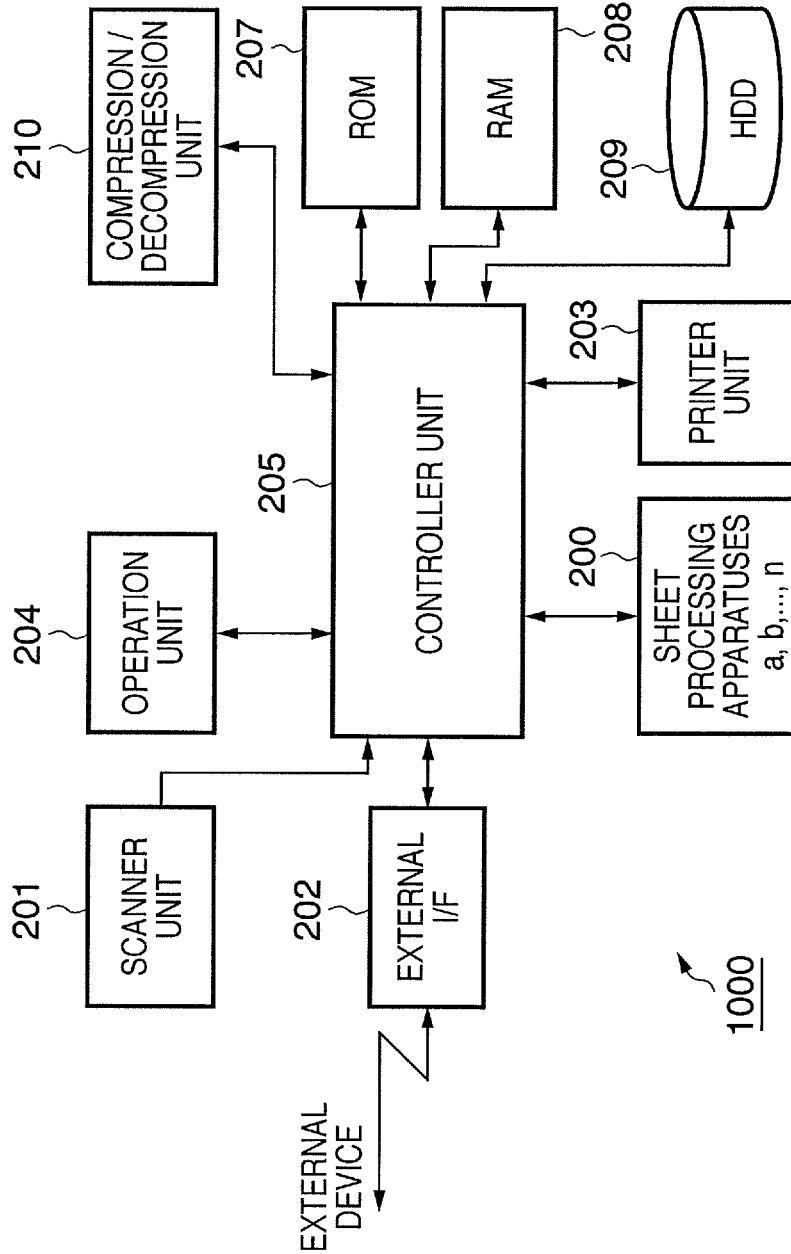 201
SCANNER
UNIT
204
OPERATION
UNIT
210
COMPRESSION /
DECOMPRESSION
UNIT
EXTERNAL
DEVICE
202
EXTERNAL
I/F
205
CONTROLLER UNIT
207
ROM
208
RAM
209
HDD
200
SHEET
PROCESSING
APPARATUSES
a, b,..., n
203
PRINTER
UNIT
1000